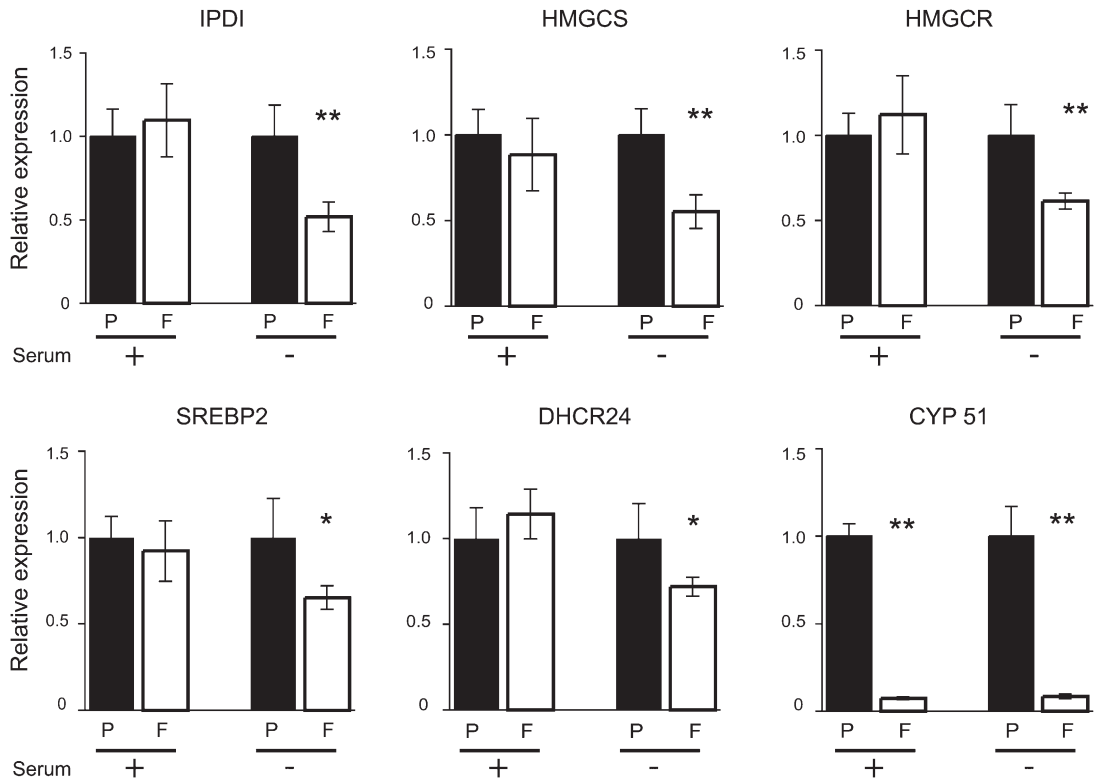 IPDI HMGCS HMGCR
Relative expression
1.5 1.5 1.5
1.0 1.0 1.0
0.5 0.5 0.5
0 0 0
** ** **
P F P F P F P F P F P F
Serum + - + - + -
SREBP2 DHCR24 CYP 51
Relative expression
1.5 1.5 1.5
1.0 1.0 1.0
0.5 0.5 0.5
0 0 0
* * ** **
P F P F P F P F P F P F
Serum + - + - + -